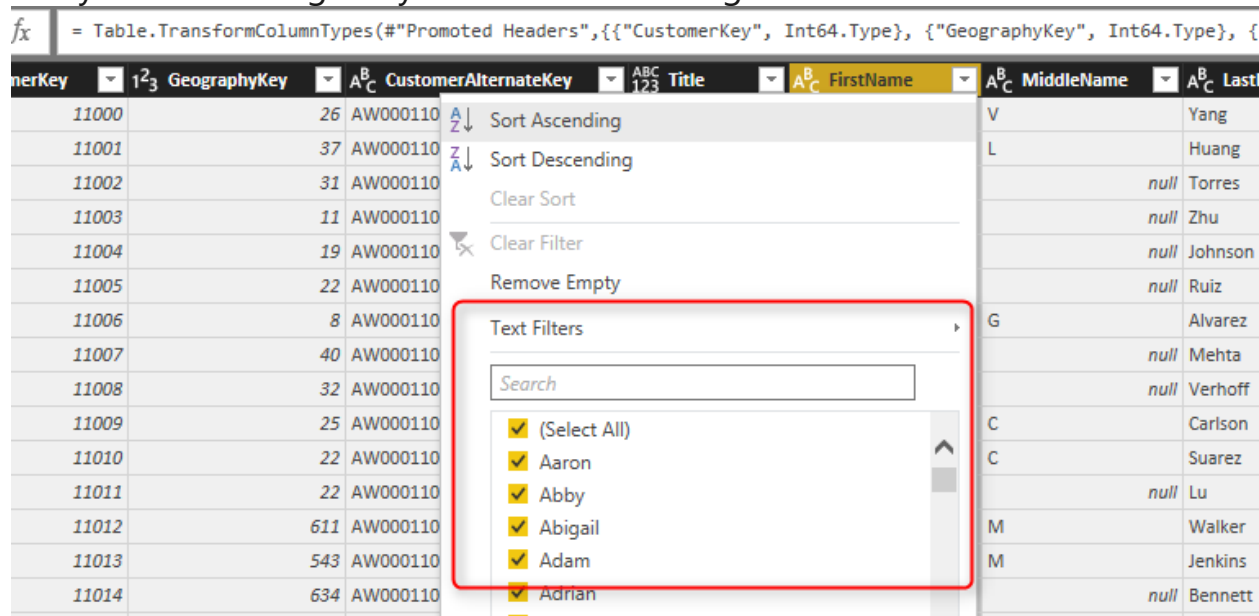 fx = Table.TransformColumnTypes(#"Promoted Headers",{{"CustomerKey", Int64.Type}, {"GeographyKey", Int64.Type}, {
merKey 1²3 GeographyKey ABC CustomerAlternateKey ABC 123 Title ABC FirstName ABC MiddleName ABC Last
11000 26 AW000110 V Yang
11001 37 AW000110 L Huang
11002 31 AW000110 null Torres
11003 11 AW000110 null Zhu
11004 19 AW000110 null Johnson
11005 22 AW000110 null Ruiz
11006 8 AW000110 G Alvarez
11007 40 AW000110 null Mehta
11008 32 AW000110 null Verhoff
11009 25 AW000110 C Carlson
11010 22 AW000110 C Suarez
11011 22 AW000110 null Lu
11012 611 AW000110 M Walker
11013 543 AW000110 M Jenkins
11014 634 AW000110 null Bennett
Sort Ascending
Sort Descending
Clear Sort
Clear Filter
Remove Empty
Text Filters
Search
(Select All)
Aaron
Abby
Abigail
Adam
Adrian